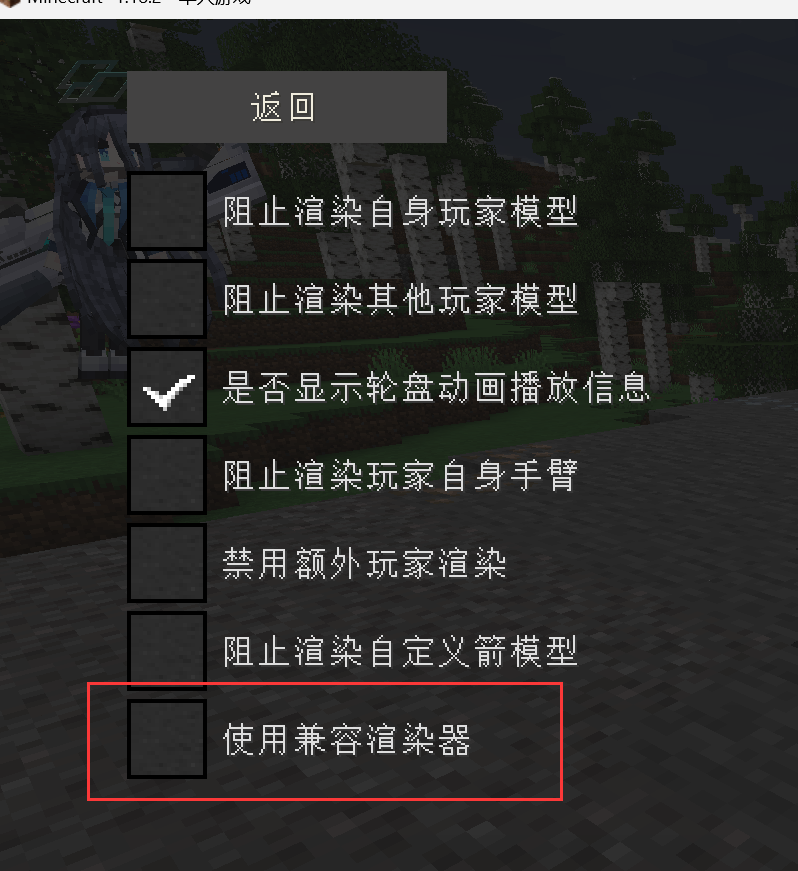 返回
阻止渲染自身玩家模型
阻止渲染其他玩家模型
是否显示轮盘动画播放信息
阻止渲染玩家自身手臂
禁用额外玩家渲染
阻止渲染自定义箭模型
使用兼容渲染器